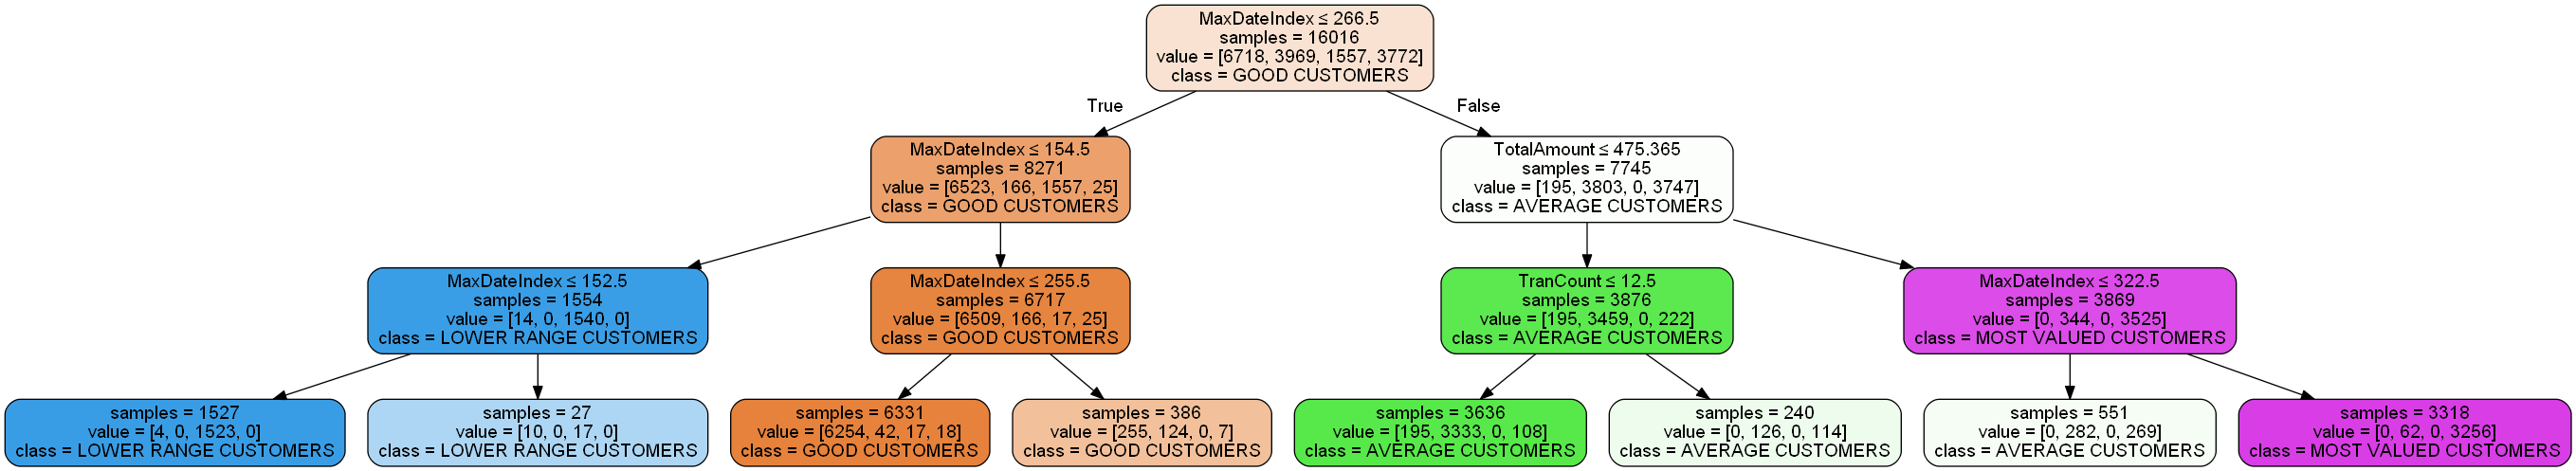 MaxDateIndex ≤ 266.5
samples = 16016
value = [6718, 3969, 1557, 3772]
class = GOOD CUSTOMERS
True
False
MaxDateIndex ≤ 154.5
samples = 8271
value = [6523, 166, 1557, 25]
class = GOOD CUSTOMERS
TotalAmount ≤ 475.365
samples = 7745
value = [195, 3803, 0, 3747]
class = AVERAGE CUSTOMERS
MaxDateIndex ≤ 152.5
samples = 1554
value = [14, 0, 1540, 0]
class = LOWER RANGE CUSTOMERS
MaxDateIndex ≤ 255.5
samples = 6717
value = [6509, 166, 17, 25]
class = GOOD CUSTOMERS
TranCount ≤ 12.5
samples = 3876
value = [195, 3459, 0, 222]
class = AVERAGE CUSTOMERS
MaxDateIndex ≤ 322.5
samples = 3869
value = [0, 344, 0, 3525]
class = MOST VALUED CUSTOMERS
samples = 1527
value = [4, 0, 1523, 0]
class = LOWER RANGE CUSTOMERS
samples = 27
value = [10, 0, 17, 0]
class = LOWER RANGE CUSTOMERS
samples = 6331
value = [6254, 42, 17, 18]
class = GOOD CUSTOMERS
samples = 386
value = [255, 124, 0, 7]
class = GOOD CUSTOMERS
samples = 3636
value = [195, 3333, 0, 108]
class = AVERAGE CUSTOMERS
samples = 240
value = [0, 126, 0, 114]
class = AVERAGE CUSTOMERS
samples = 551
value = [0, 282, 0, 269]
class = AVERAGE CUSTOMERS
samples = 3318
value = [0, 62, 0, 3256]
class = MOST VALUED CUSTOMERS